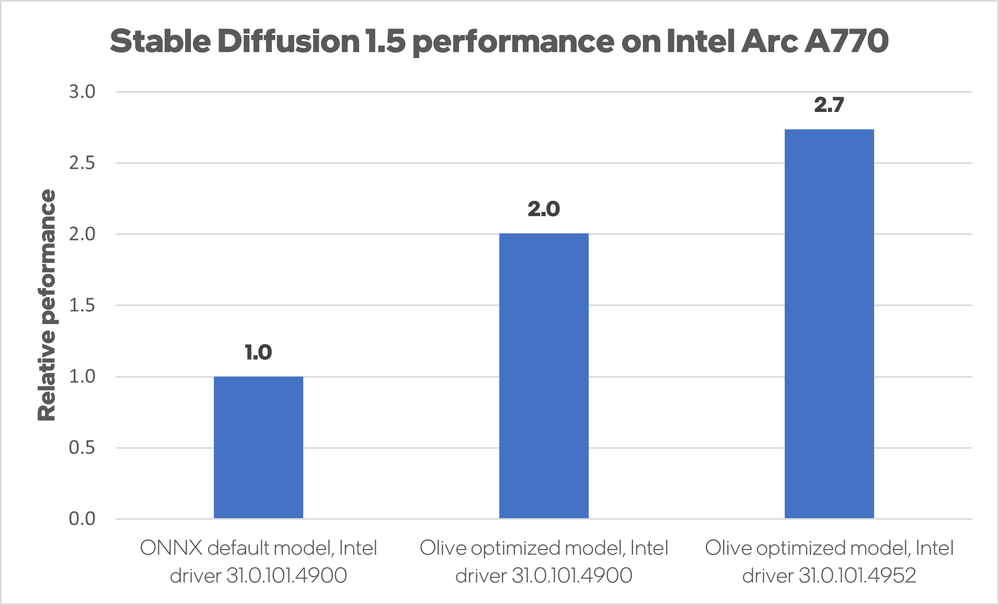 Stable Diffusion 1.5 performance on Intel Arc A770
Relative peformance
3.0
2.5
2.0
1.5
1.0
0.5
0.0
1.0
2.0
2.7
ONNX default model, Intel
driver 31.0.101.4900
Olive optimized model, Intel
driver 31.0.101.4900
Olive optimized model, Intel
driver 31.0.101.4952